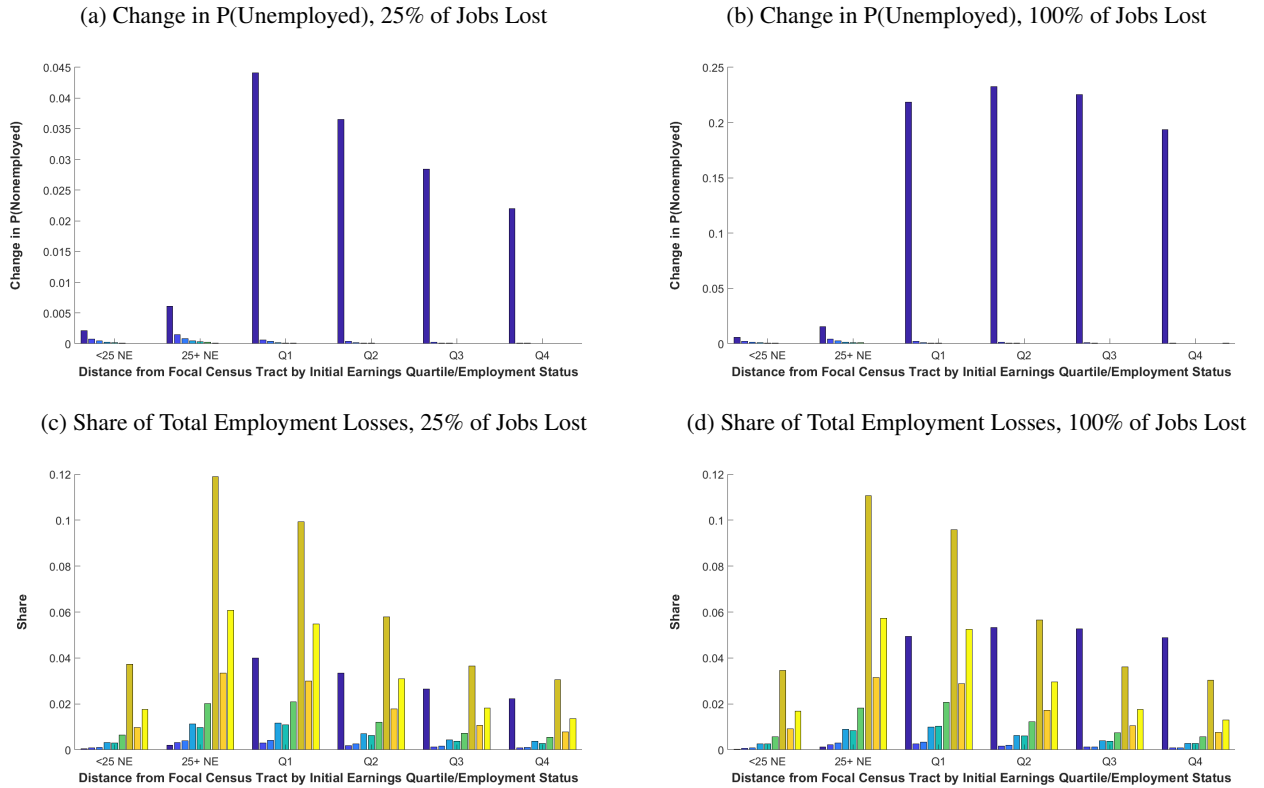 (a) Change in P(Unemployed), 25% of Jobs Lost
0.045
0.04
0.035
0.03
0.025
0.02
0.015
0.01
0.005
0
Change in P(Nonemployed)
<25 NE 25+ NE Q1 Q2 Q3 Q4
Distance from Focal Census Tract by Initial Earnings Quartile/Employment Status
(b) Change in P(Unemployed), 100% of Jobs Lost
0.25
0.2
0.15
0.1
0.05
0
Change in P(Nonemployed)
<25 NE 25+ NE Q1 Q2 Q3 Q4
Distance from Focal Census Tract by Initial Earnings Quartile/Employment Status
(c) Share of Total Employment Losses, 25% of Jobs Lost
0.12
0.1
0.08
0.06
0.04
0.02
0
Share
<25 NE 25+ NE Q1 Q2 Q3 Q4
Distance from Focal Census Tract by Initial Earnings Quartile/Employment Status
(d) Share of Total Employment Losses, 100% of Jobs Lost
0.12
0.1
0.08
0.06
0.04
0.02
0
Share
<25 NE 25+ NE Q1 Q2 Q3 Q4
Distance from Focal Census Tract by Initial Earnings Quartile/Employment Status